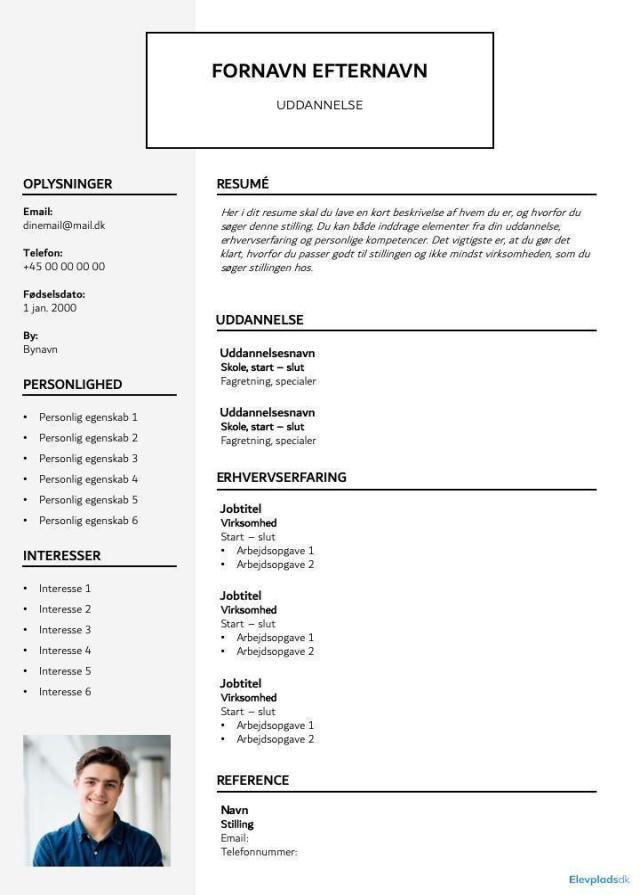 FORNAVN EFTERNAVN
UDDANNELSE
OPLYSNINGER
Email:
dinemail@mail.dk
Telefon:
+45 00 00 00 00
Fødselsdato:
1 jan. 2000
By:
Bynavn
PERSONLIGHED
• Personlig egenskab 1
• Personlig egenskab 2
• Personlig egenskab 3
• Personlig egenskab 4
• Personlig egenskab 5
• Personlig egenskab 6
INTERESSER
• Interesse 1
• Interesse 2
• Interesse 3
• Interesse 4
• Interesse 5
• Interesse 6
RESUMÉ
Her i dit resume skal du lave en kort beskrivelse af hvem du er, og hvorfor du
søger denne stilling. Du kan både inddrage elementer fra din uddannelse,
erhvervserfaring og personlige kompetencer. Det vigtigste er, at du gør det
klart, hvorfor du passer godt til stillingen og ikke mindst virksomheden, som du
søger stillingen hos.
UDDANNELSE
Uddannelsesnavn
Skole, start – slut
Fagretning, specialer
Uddannelsesnavn
Skole, start – slut
Fagretning, specialer
ERHVERVSERFARING
Jobtitel
Virksomhed
Start – slut
• Arbejdsopgave 1
• Arbejdsopgave 2
Jobtitel
Virksomhed
Start – slut
• Arbejdsopgave 1
• Arbejdsopgave 2
Jobtitel
Virksomhed
Start – slut
• Arbejdsopgave 1
• Arbejdsopgave 2
REFERENCE
Navn
Stilling
Email:
Telefonnummer:
Elevpladsdk